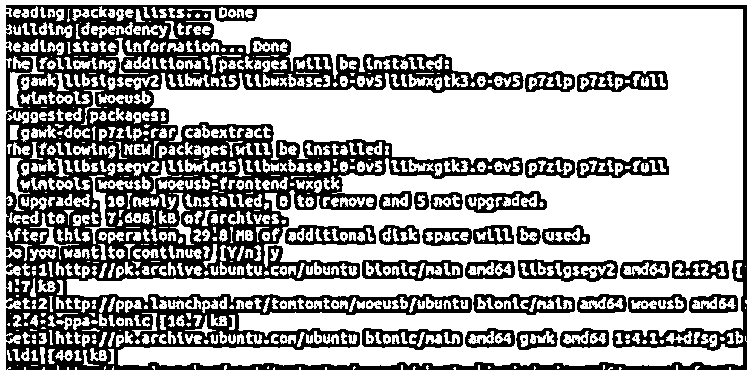 Reading package lists... Done
Building dependency tree
Reading state information... Done
The following additional packages will be installed:
gawk libsigsegv2 libwim15 libwxbase3.0-0v5 libwxgtk3.0-0v5 p7zip p7zip-full
wimtools woeusb
Suggested packages:
gawk-doc p7zip-rar cabextract
The following NEW packages will be installed:
gawk libsigsegv2 libwim15 libwxbase3.0-0v5 libwxgtk3.0-0v5 p7zip p7zip-full
wimtools woeusb woeusb-frontend-wxgtk
0 upgraded, 10 newly installed, 0 to remove and 5 not upgraded.
Need to get 7,608 kB of archives.
After this operation, 29.8 MB of additional disk space will be used.
Do you want to continue? [Y/n] y
Get:1 http://pk.archive.ubuntu.com/ubuntu bionic/main amd64 libsigsegv2 amd64 2.12-1 [
4.7 kB]
Get:2 http://ppa.launchpad.net/tomtomtom/woeusb/ubuntu bionic/main amd64 woeusb amd64
.2.4-1~ppa~bionic [16.7 kB]
Get:3 http://pk.archive.ubuntu.com/ubuntu bionic/main amd64 gawk amd64 1:4.1.4+dfsg-1b
ild1 [401 kB]